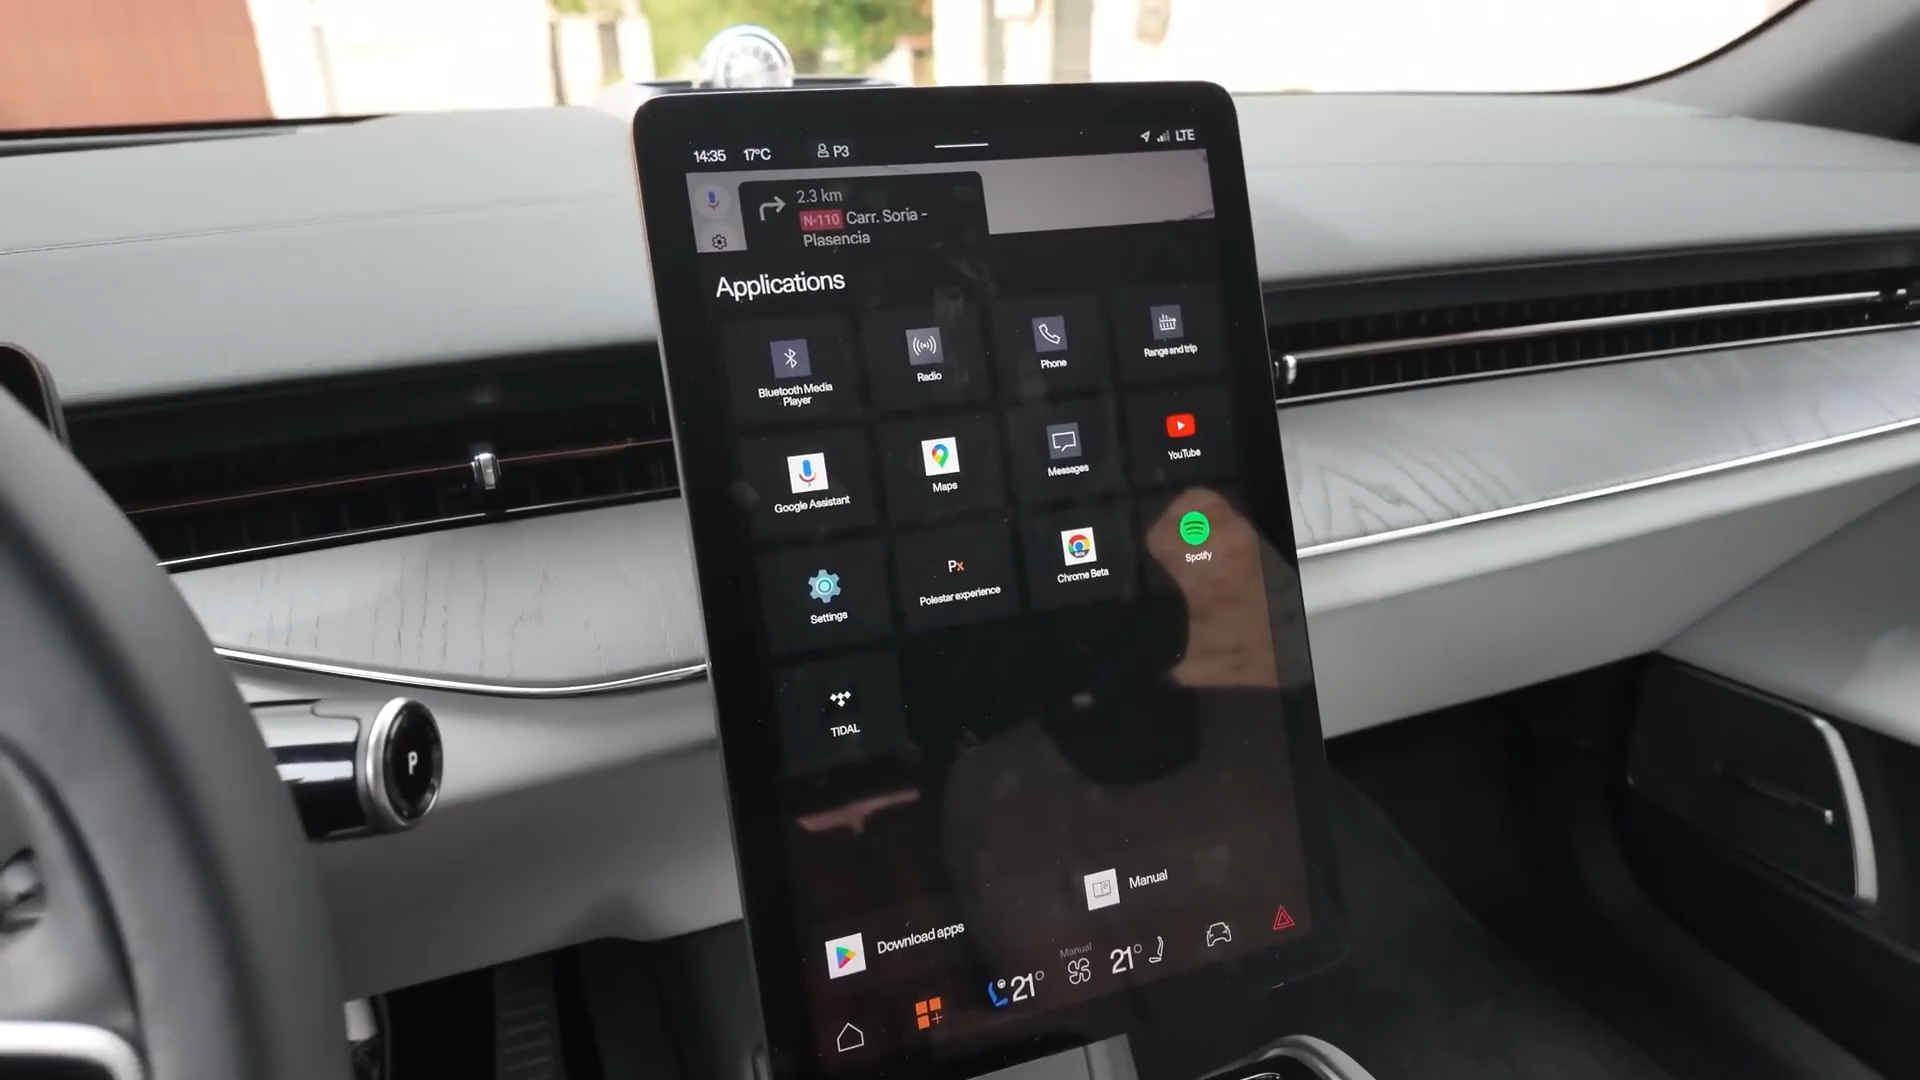 14:35 17°C P3 LTE
2.3 km
N-110 Carr. Soria -
Plasencia
Applications
Bluetooth Media
Player
Radio
Phone
Range and trip
Google Assistant
Maps
Messages
YouTube
Settings
Px
Polestar experience
Chrome Beta
Spotify
TIDAL
P
Download apps
Manual
21°
Manual
21°